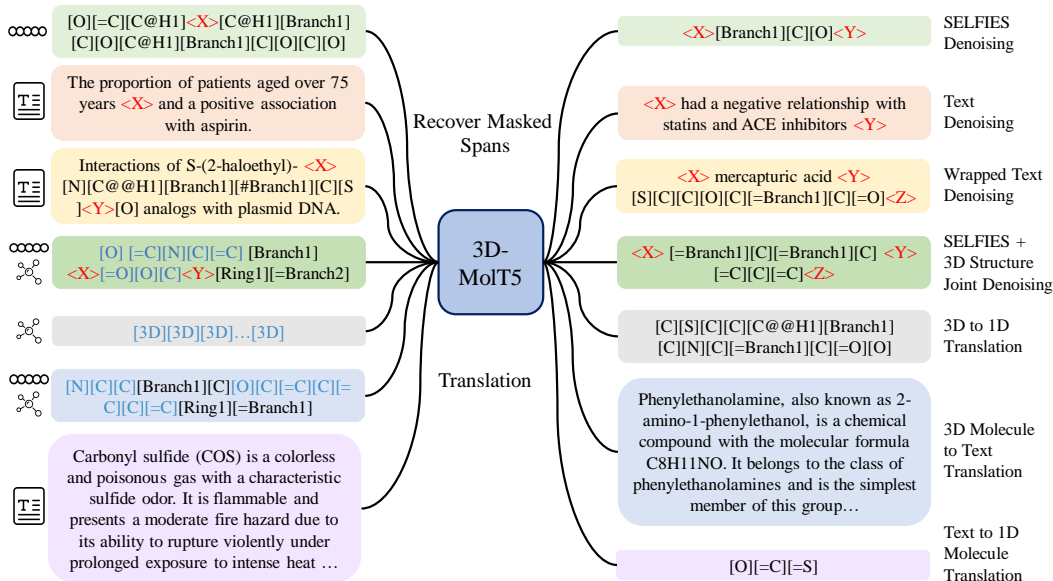 [O][=C][C@H1]<X>[C@H1][Branch1]
[C][O][C@H1][Branch1][C][O][C][O]
The proportion of patients aged over 75
years <X> and a positive association
with aspirin.
Interactions of S-(2-haloethyl)- <X>
[N][C@@H1][Branch1][#Branch1][C][S
]<Y>[O] analogs with plasmid DNA.
[O] [=C][N][C][=C] [Branch1]
<X>[=O][O][C]<Y>[Ring1][=Branch2]
[3D][3D][3D]…[3D]
[N][C][C][Branch1][C][O][C][=C][C][=
C][C][=C][Ring1][=Branch1]
Carbonyl sulfide (COS) is a colorless
and poisonous gas with a characteristic
sulfide odor. It is flammable and
presents a moderate fire hazard due to
its ability to rupture violently under
prolonged exposure to intense heat …
Recover Masked
Spans
3D-
MolT5
Translation
<X>[Branch1][C][O]<Y>
SELFIES
Denoising
<X> had a negative relationship with
statins and ACE inhibitors <Y>
Text
Denoising
<X> mercapturic acid <Y>
[S][C][C][O][C][=Branch1][C][=O]<Z>
Wrapped Text
Denoising
<X> [=Branch1][C][=Branch1][C] <Y>
[=C][C][=C]<Z>
SELFIES +
3D Structure
Joint Denoising
[C][S][C][C][C@@H1][Branch1]
[C][N][C][=Branch1][C][=O][O]
3D to 1D
Translation
Phenylethanolamine, also known as 2-
amino-1-phenylethanol, is a chemical
compound with the molecular formula
C8H11NO. It belongs to the class of
phenylethanolamines and is the simplest
member of this group…
3D Molecule
to Text
Translation
[O][=C][=S]
Text to 1D
Molecule
Translation